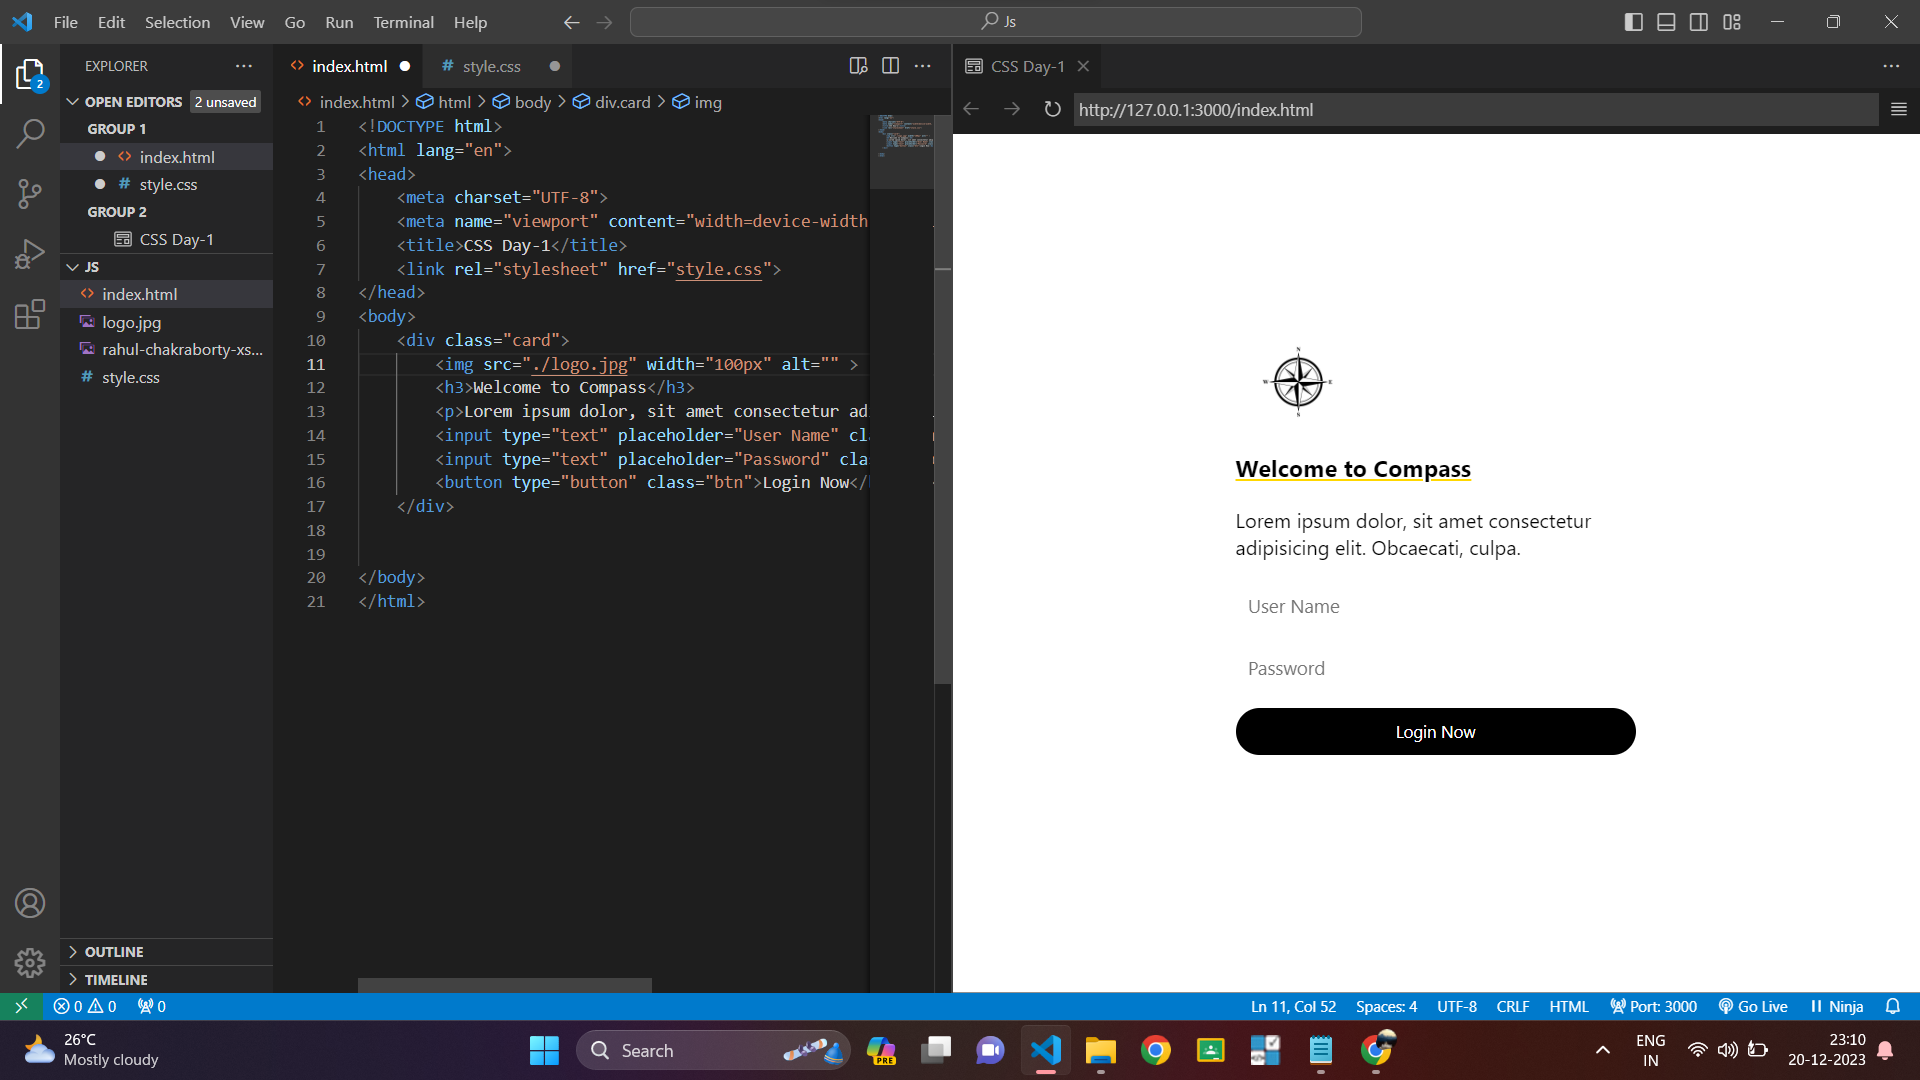 File Edit Selection View Go Run Terminal Help
Js
EXPLORER
OPEN EDITORS 2 unsaved
GROUP 1
index.html
style.css
GROUP 2
CSS Day-1
JS
index.html
logo.jpg
rahul-chakraborty-xs...
style.css
OUTLINE
TIMELINE
index.html style.css
index.html > html > body > div.card > img
1 <!DOCTYPE html>
2 <html lang="en">
3 <head>
4 <meta charset="UTF-8">
5 <meta name="viewport" content="width=device-width
6 <title>CSS Day-1</title>
7 <link rel="stylesheet" href="style.css">
8 </head>
9 <body>
10 <div class="card">
11 <img src="./logo.jpg" width="100px" alt="" >
12 <h3>Welcome to Compass</h3>
13 <p>Lorem ipsum dolor, sit amet consectetur ad
14 <input type="text" placeholder="User Name" cl
15 <input type="text" placeholder="Password" cla
16 <button type="button" class="btn">Login Now</
17 </div>
18
19
20 </body>
21 </html>
CSS Day-1
http://127.0.0.1:3000/index.html
Welcome to Compass
Lorem ipsum dolor, sit amet consectetur
adipisicing elit. Obcaecati, culpa.
User Name
Password
Login Now
2
0 0 0
Ln 11, Col 52 Spaces: 4 UTF-8 CRLF HTML Port: 3000 Go Live Ninja
26°C
Mostly cloudy
Search
PRE
ENG
IN
23:10
20-12-2023